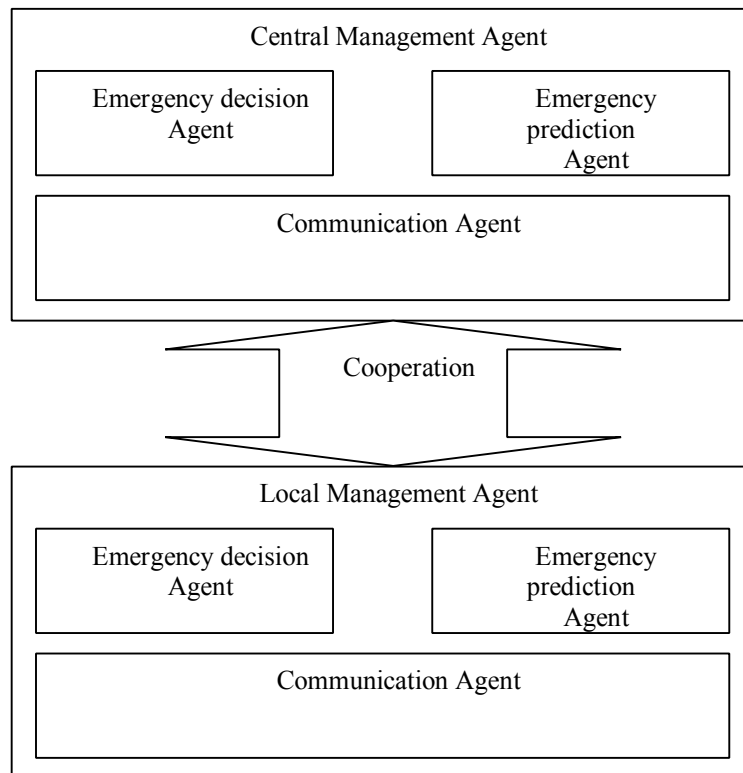 Central Management Agent
Emergency decision
Agent
Emergency
prediction
Agent
Communication Agent
Cooperation
Local Management Agent
Emergency decision
Agent
Emergency
prediction
Agent
Communication Agent